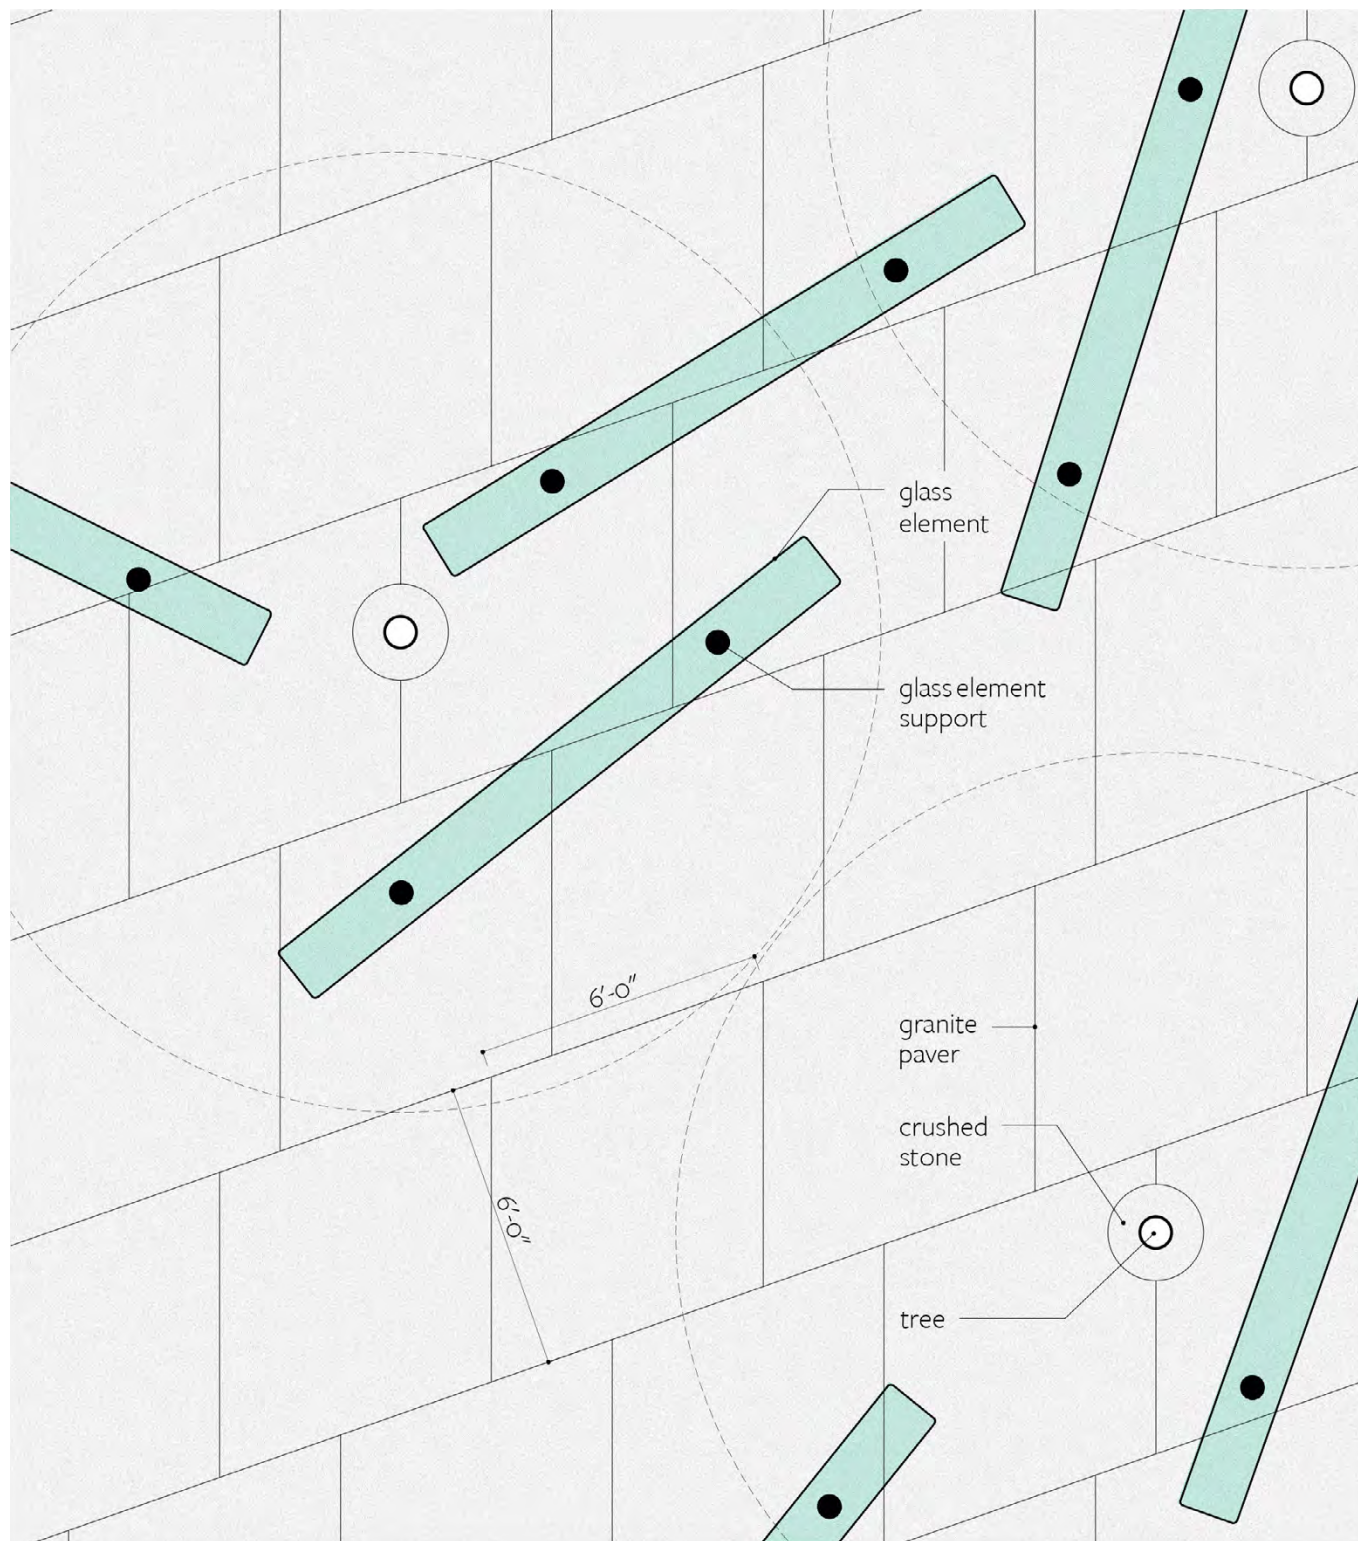 glass
element
glass element
support
6'-0"
granite
paver
crushed
stone
6'-0"
tree